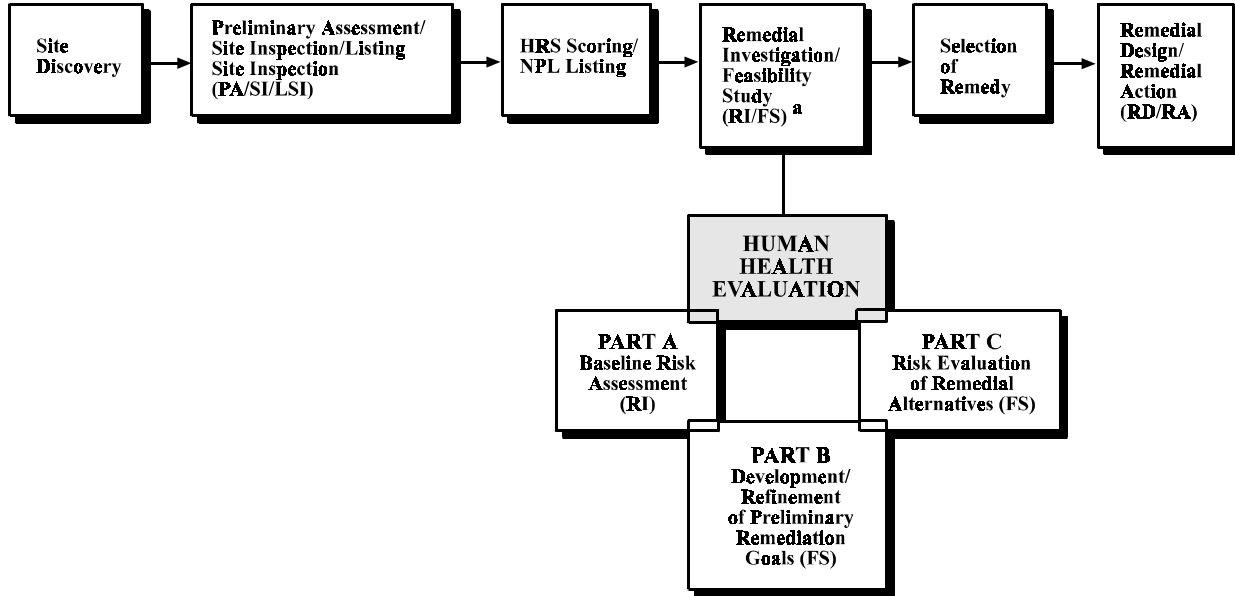 Site
Discovery
Preliminary Assessment/
Site Inspection/Listing
Site Inspection
(PA/SI/LSI)
HRS Scoring/
NPL Listing
Remedial
Investigation/
Feasibility
Study
(RI/FS) a
Selection
of
Remedy
Remedial
Design/
Remedial
Action
(RD/RA)
HUMAN
HEALTH
EVALUATION
PART A
Baseline Risk
Assessment
(RI)
PART C
Risk Evaluation
of Remedial
Alternatives (FS)
PART B
Development/
Refinement
of Preliminary
Remediation
Goals (FS)